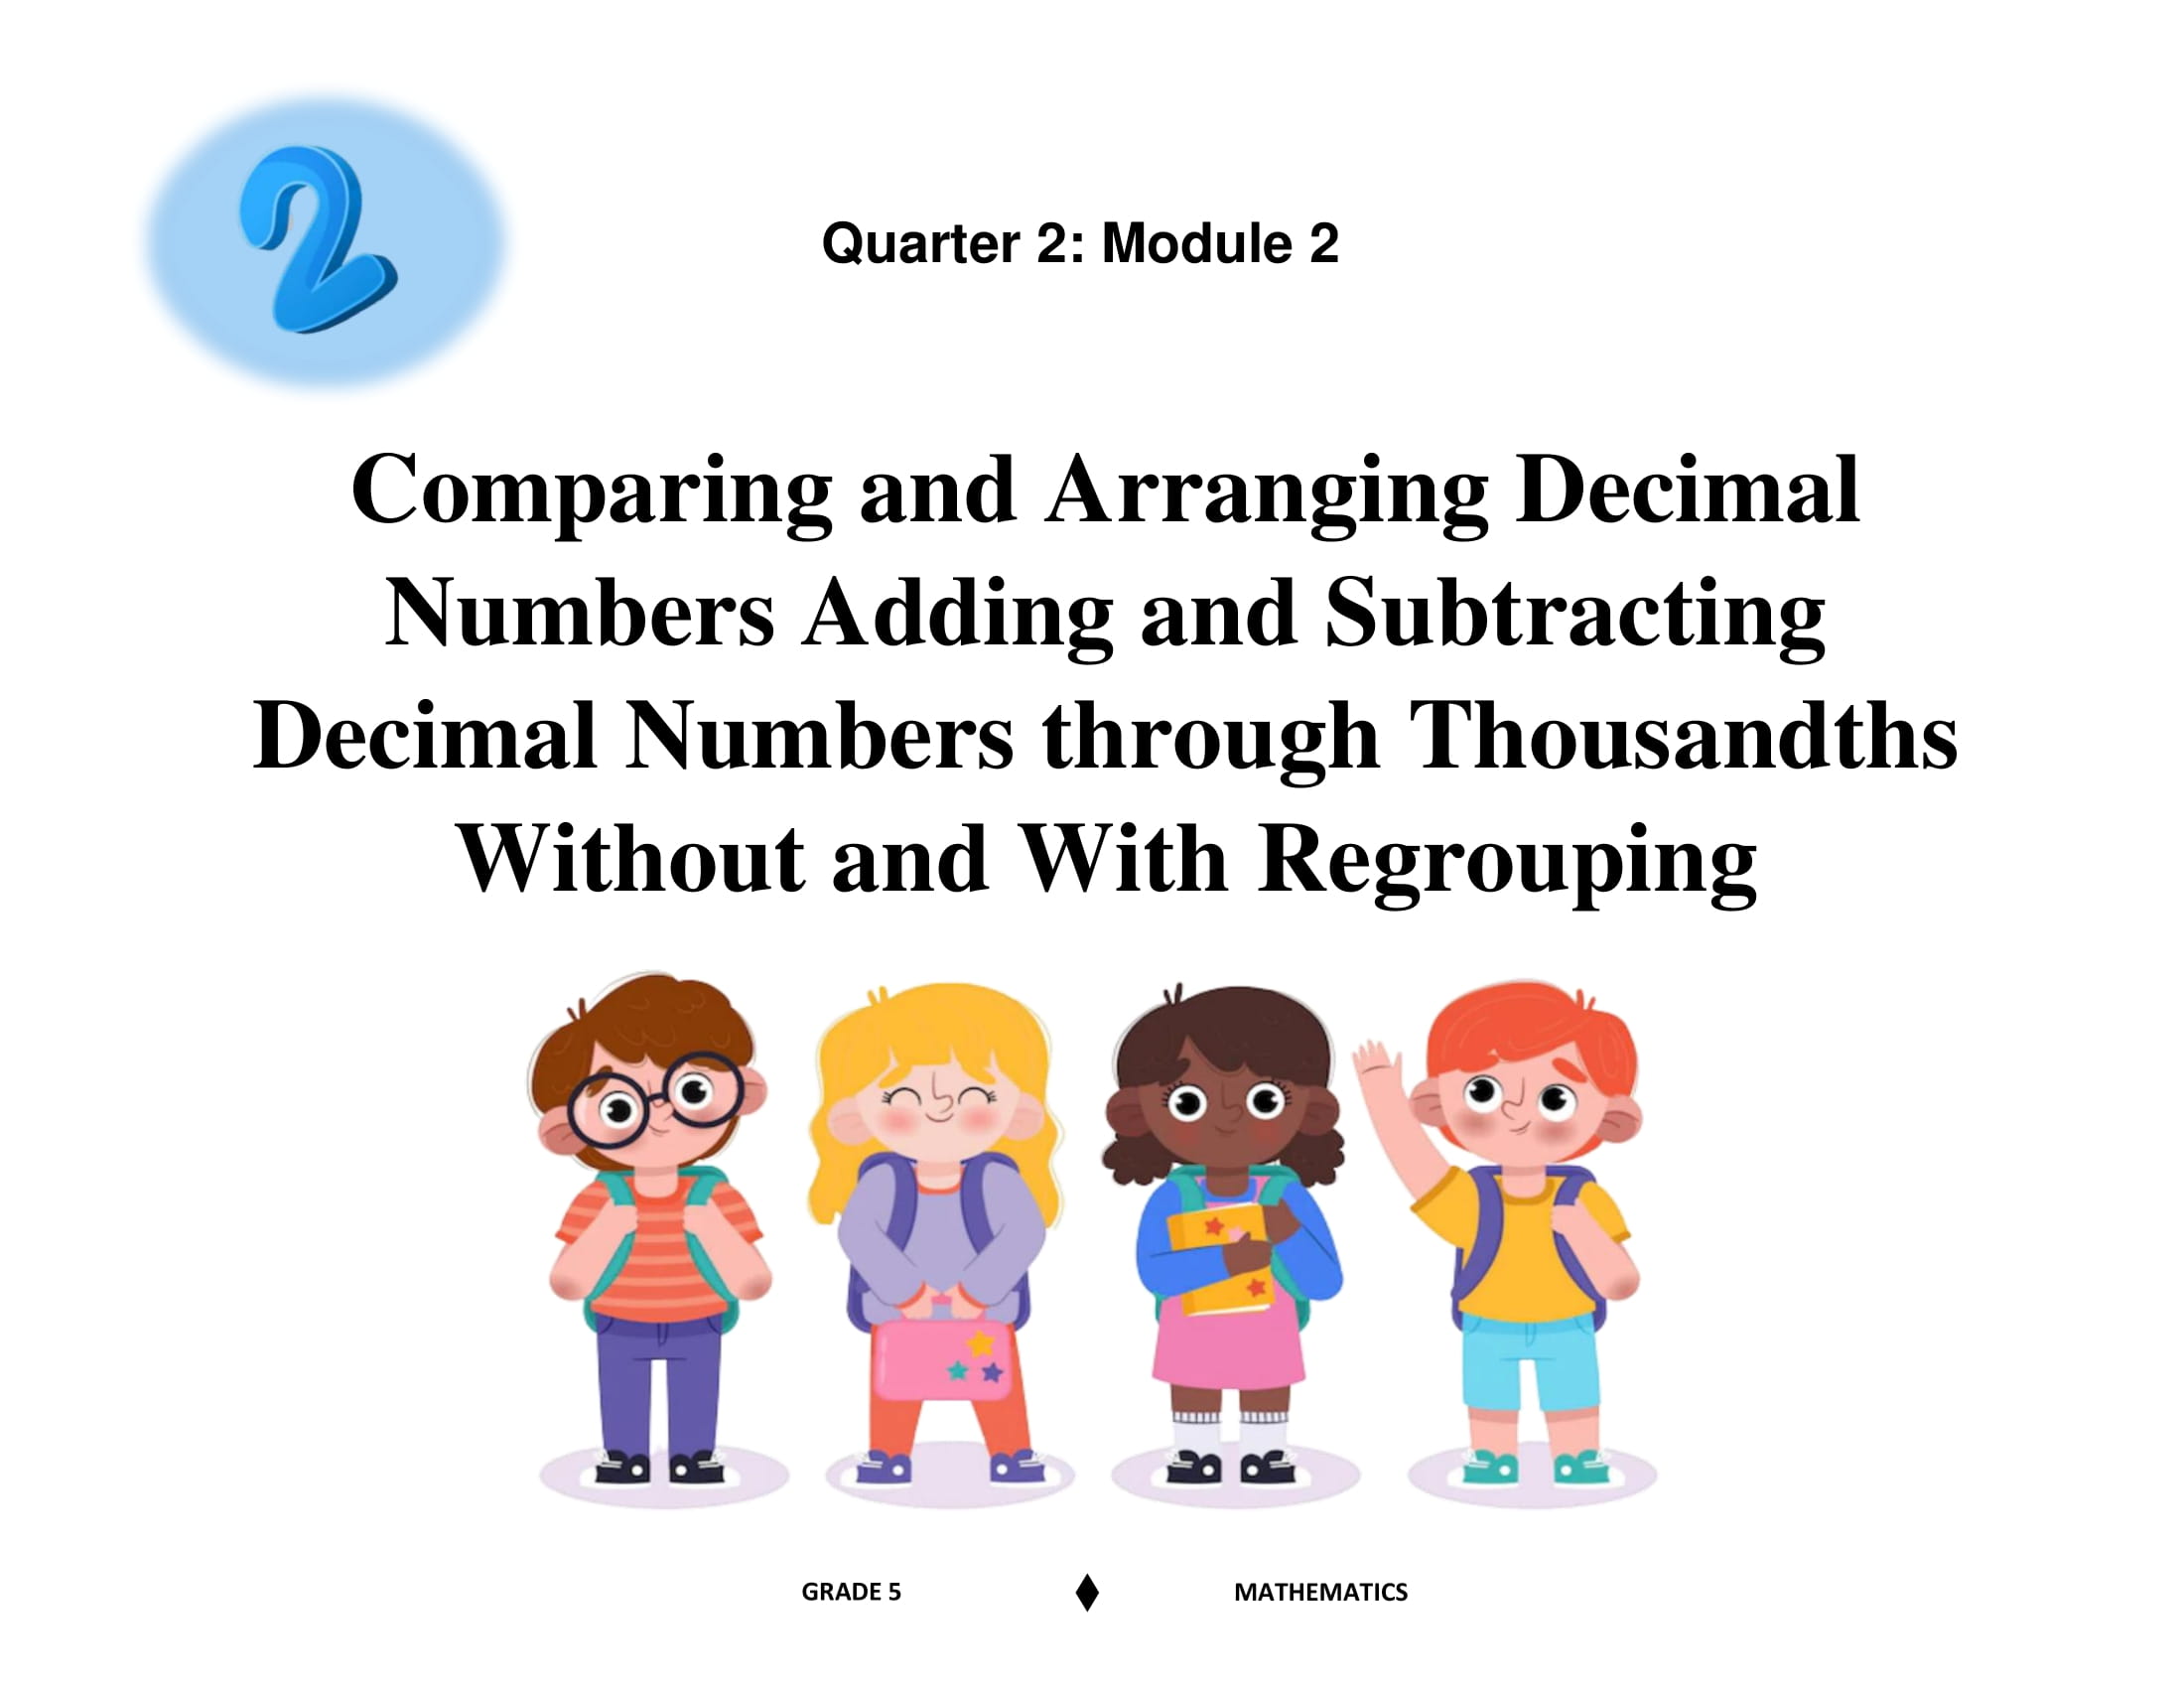 2
Quarter 2: Module 2
Comparing and Arranging Decimal
Numbers Adding and Subtracting
Decimal Numbers through Thousandths
Without and With Regrouping
GRADE 5 ♦ MATHEMATICS